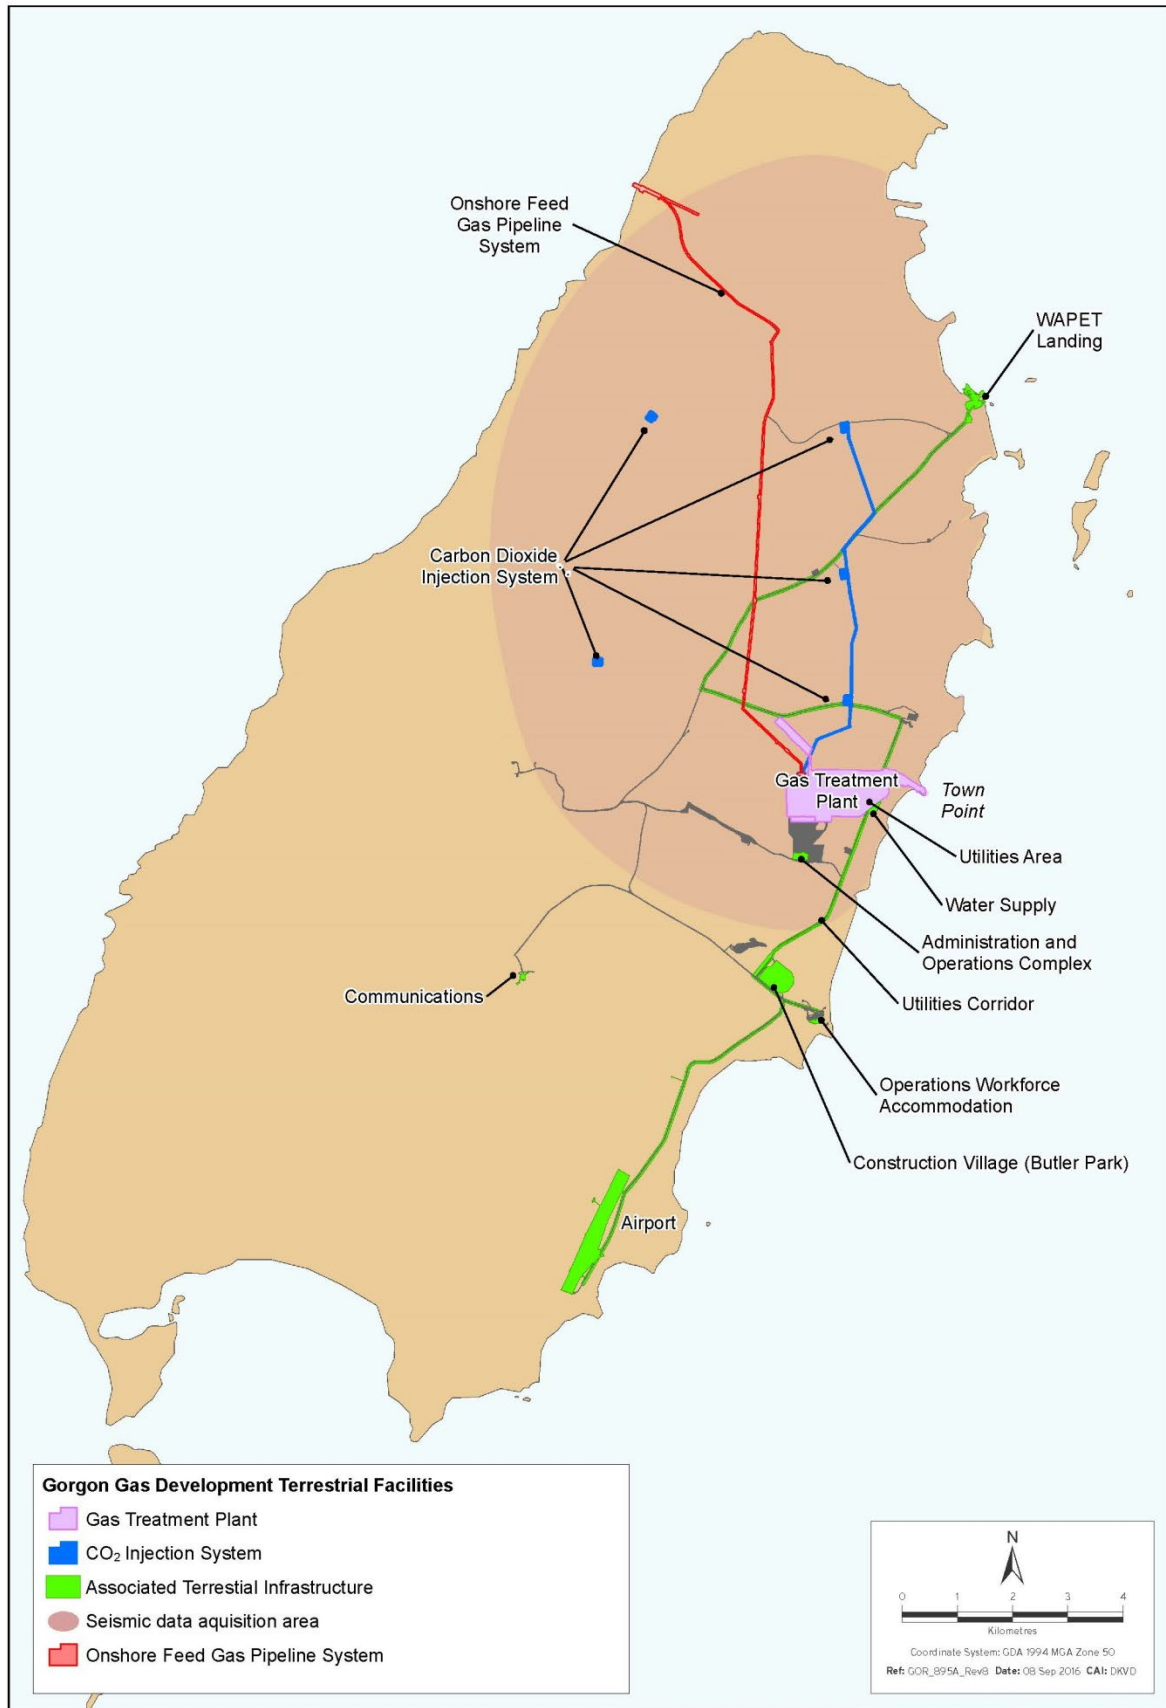 Onshore Feed
Gas Pipeline
System
WAPET
Landing
Carbon Dioxide
Injection System
Gas Treatment
Plant
Town
Point
Utilities Area
Water Supply
Administration and
Operations Complex
Communications
Utilities Corridor
Operations Workforce
Accommodation
Construction Village (Butler Park)
Airport
Gorgon Gas Development Terrestrial Facilities
Gas Treatment Plant
CO₂ Injection System
Associated Terrestial Infrastructure
Seismic data aquisition area
Onshore Feed Gas Pipeline System
N
0 1 2 3 4
Kilometres
Coordinate System: GDA 1994 MGA Zone 50
Ref: GOR_895A_RevB Date: 08 Sep 2016 CAI: DKVD